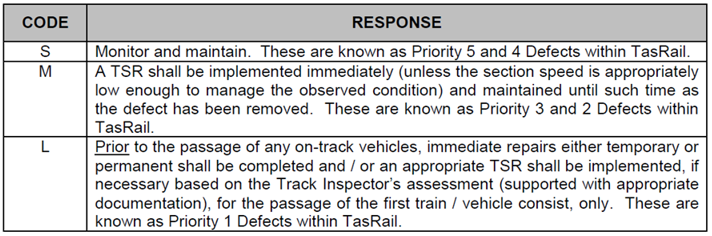 CODE RESPONSE
S Monitor and maintain. These are known as Priority 5 and 4 Defects within TasRail.
M A TSR shall be implemented immediately (unless the section speed is appropriately
low enough to manage the observed condition) and maintained until such time as
the defect has been removed. These are known as Priority 3 and 2 Defects within
TasRail.
L Prior to the passage of any on-track vehicles, immediate repairs either temporary or
permanent shall be completed and / or an appropriate TSR shall be implemented, if
necessary based on the Track Inspector's assessment (supported with appropriate
documentation), for the passage of the first train / vehicle consist, only. These are
known as Priority 1 Defects within TasRail.